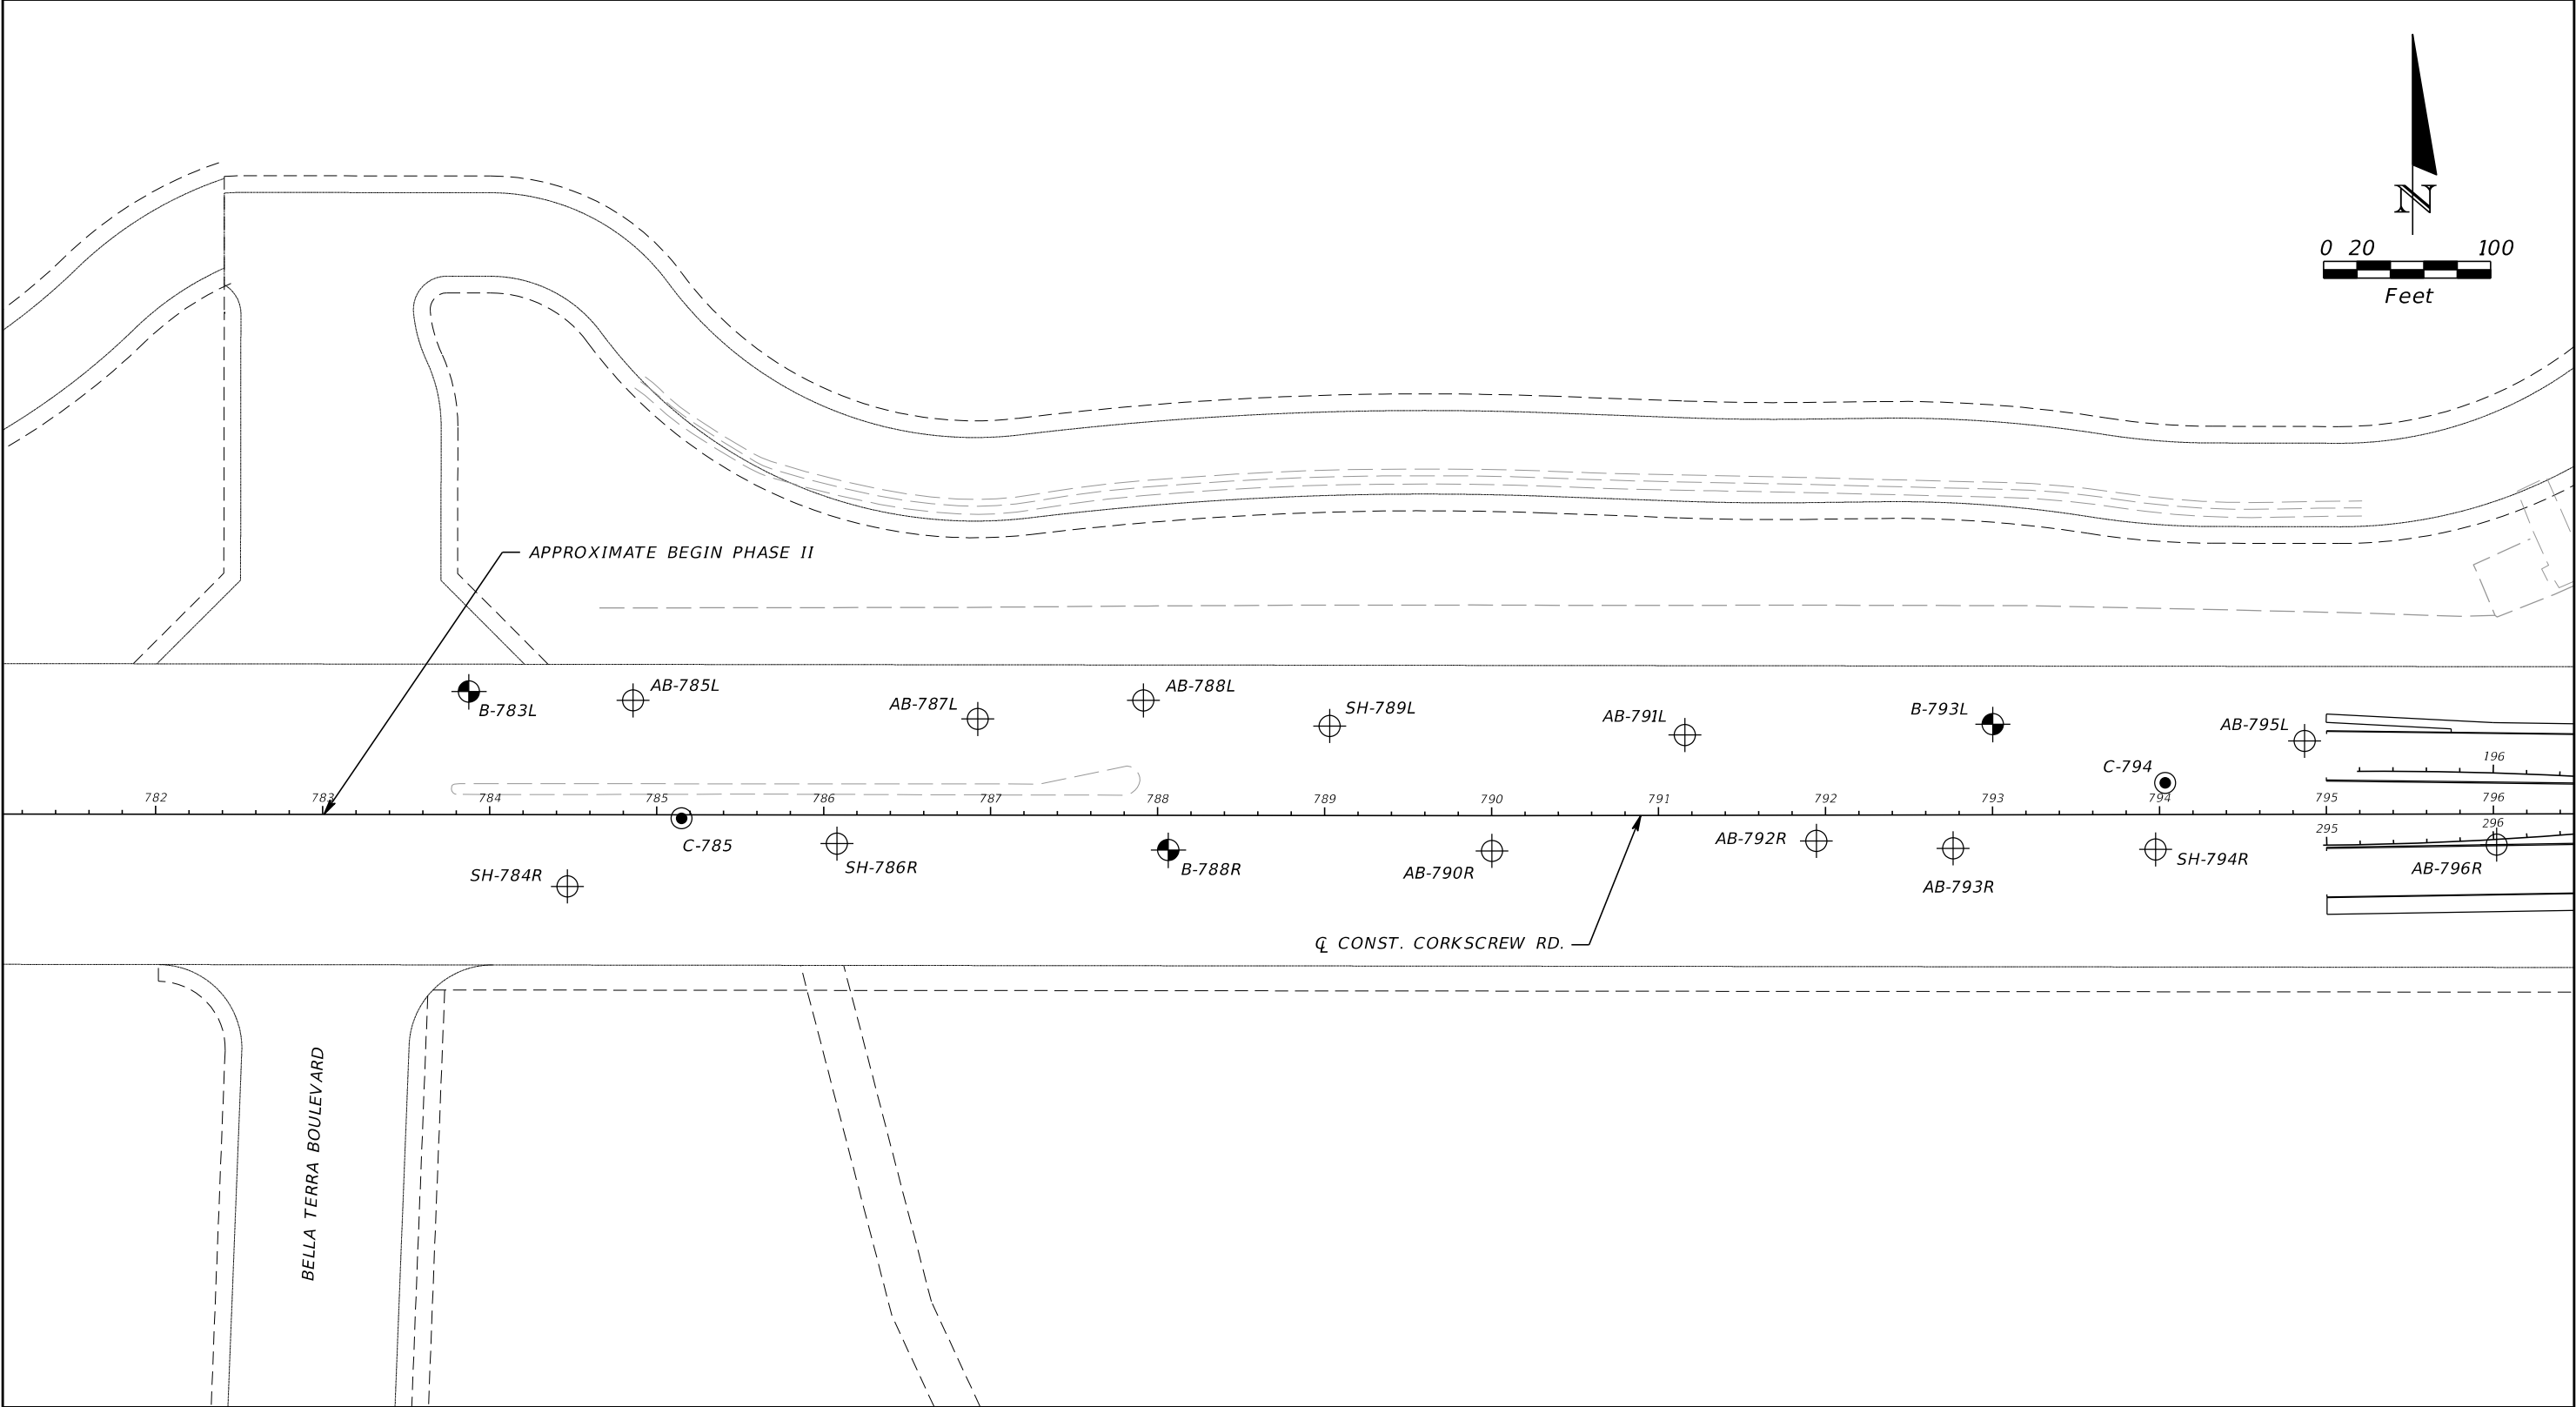 N
0 20 100
Feet
APPROXIMATE BEGIN PHASE II
B-783L
AB-785L
AB-787L
AB-788L
SH-789L
AB-791L
B-793L
AB-795L
C-794
196
782 783 784 785 786 787 788 789 790 791 792 793 794 795 796
295 296
C-785
SH-784R
SH-786R
B-788R
AB-790R
AB-792R
AB-793R
SH-794R
AB-796R
℄ CONST. CORKSCREW RD.
BELLA TERRA BOULEVARD